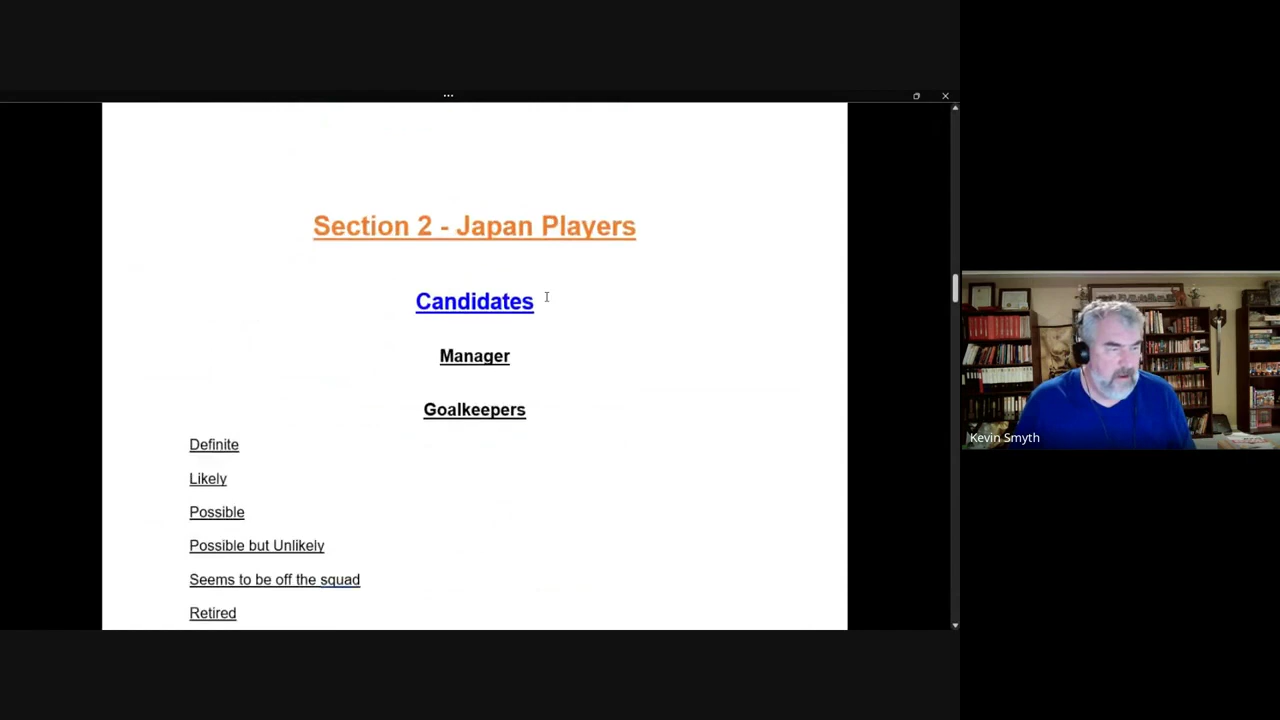 Section 2 - Japan Players
Candidates
Manager
Goalkeepers
Definite
Likely
Possible
Possible but Unlikely
Seems to be off the squad
Retired
Kevin Smyth